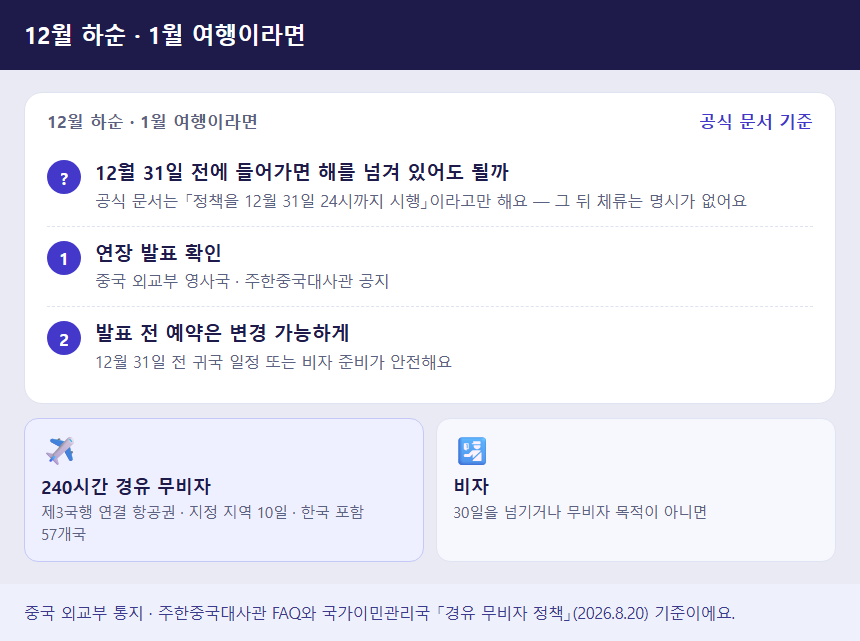 12월 하순 · 1월 여행이라면
12월 하순 · 1월 여행이라면
공식 문서 기준
?
12월 31일 전에 들어가면 해를 넘겨 있어도 될까
공식 문서는 「정책을 12월 31일 24시까지 시행」이라고만 해요 — 그 뒤 체류는 명시가 없어요
1
연장 발표 확인
중국 외교부 영사국 · 주한중국대사관 공지
2
발표 전 예약은 변경 가능하게
12월 31일 전 귀국 일정 또는 비자 준비가 안전해요
240시간 경유 무비자
제3국행 연결 항공권 · 지정 지역 10일 · 한국 포함
57개국
비자
30일을 넘기거나 무비자 목적이 아니면
중국 외교부 통지 · 주한중국대사관 FAQ와 국가이민관리국 「경유 무비자 정책」(2026.8.20) 기준이에요.